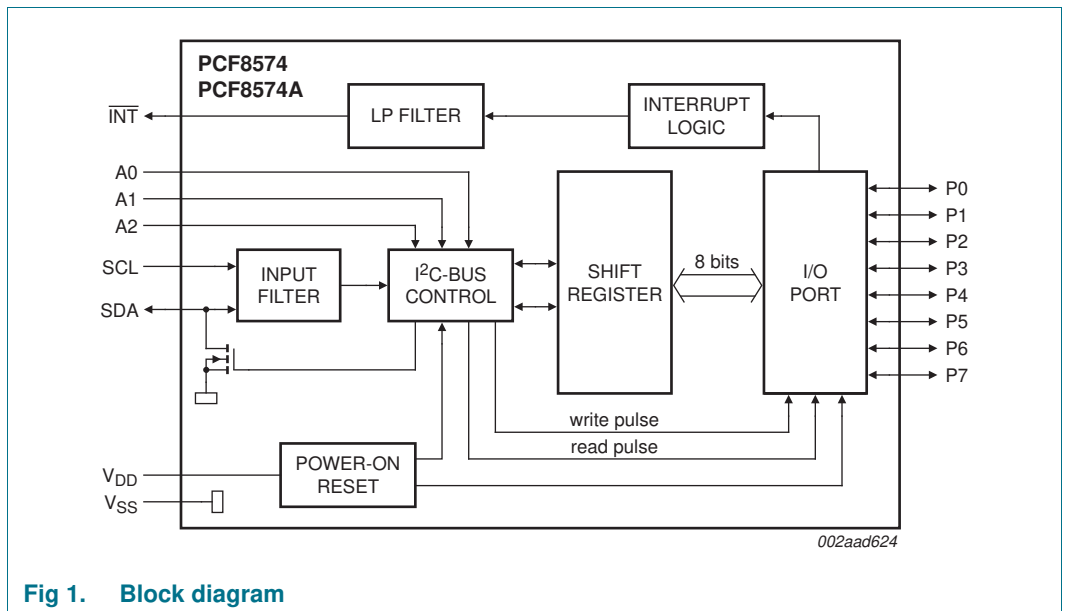 PCF8574
PCF8574A
INT
LP FILTER
INTERRUPT
LOGIC
A0
A1
A2
SCL
SDA
INPUT
FILTER
I²C-BUS
CONTROL
SHIFT
REGISTER
8 bits
I/O
PORT
P0
P1
P2
P3
P4
P5
P6
P7
write pulse
read pulse
POWER-ON
RESET
VDD
VSS
002aad624
Fig 1. Block diagram